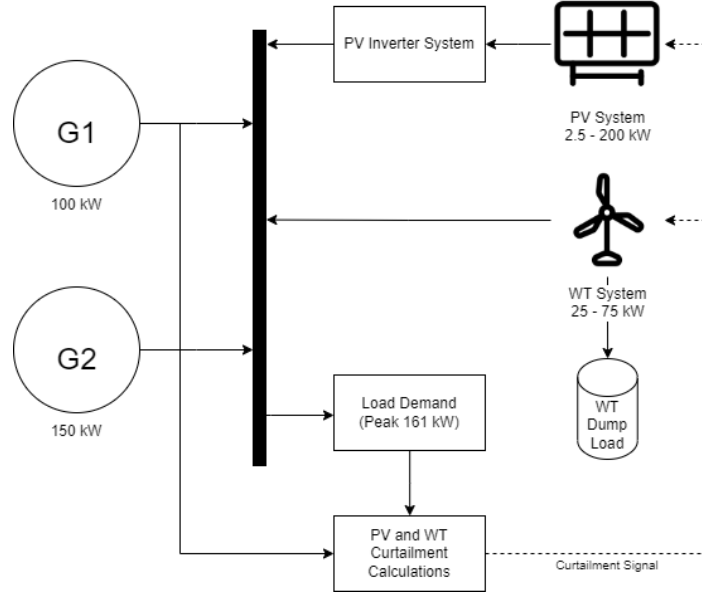 PV Inverter System
PV System
2.5 - 200 kW
G1
100 kW
WT System
25 - 75 kW
G2
150 kW
Load Demand
(Peak 161 kW)
WT
Dump
Load
PV and WT
Curtailment
Calculations
Curtailment Signal